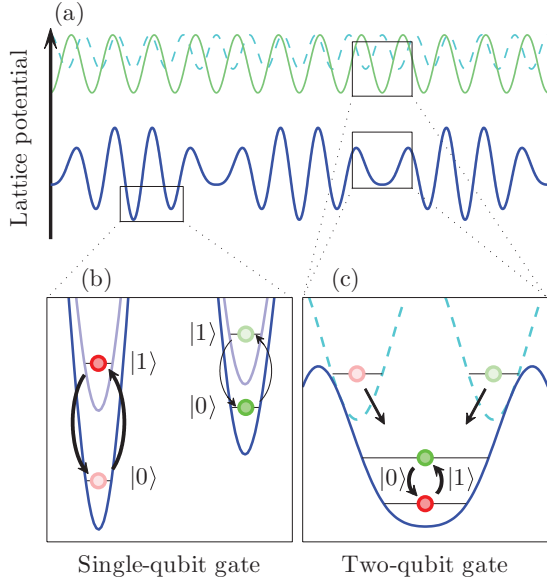 (a)
Lattice potential
(b)
(c)
|1⟩
|0⟩
|1⟩
|0⟩
|0⟩
|1⟩
Single-qubit gate
Two-qubit gate